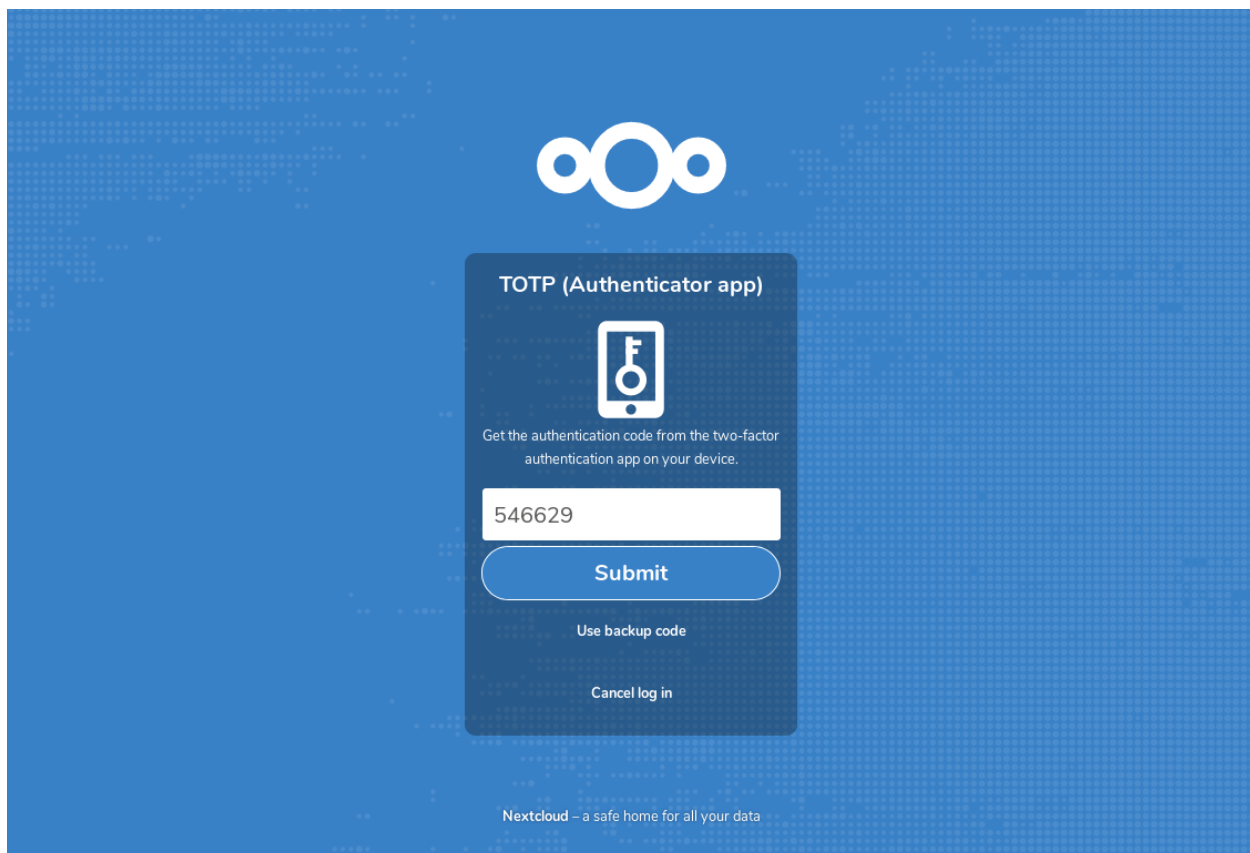 TOTP (Authenticator app)
Get the authentication code from the two-factor
authentication app on your device.
546629
Submit
Use backup code
Cancel log in
Nextcloud – a safe home for all your data